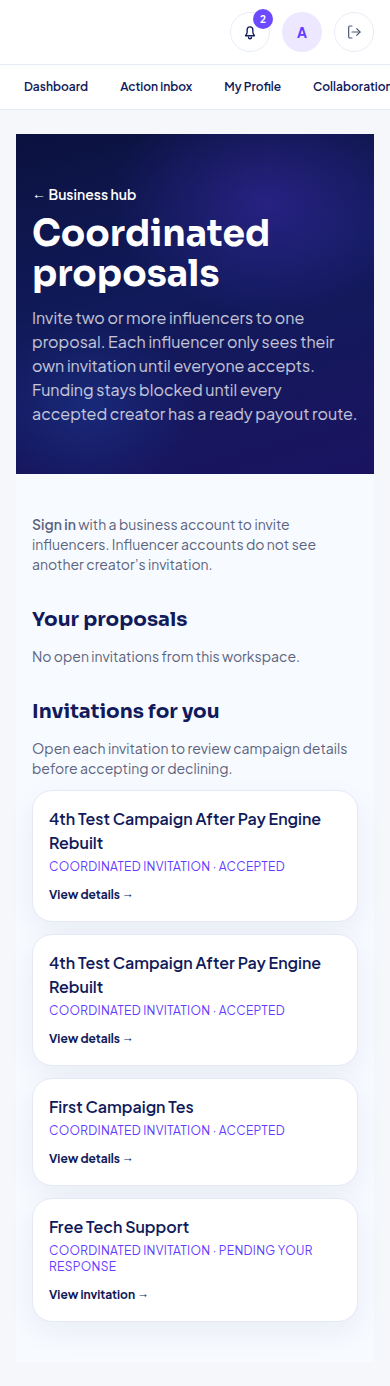 2
A
Dashboard
Action Inbox
My Profile
Collaboration
← Business hub
Coordinated
proposals
Invite two or more influencers to one
proposal. Each influencer only sees their
own invitation until everyone accepts.
Funding stays blocked until every
accepted creator has a ready payout route.
Sign in with a business account to invite
influencers. Influencer accounts do not see
another creator's invitation.
Your proposals
No open invitations from this workspace.
Invitations for you
Open each invitation to review campaign details
before accepting or declining.
4th Test Campaign After Pay Engine
Rebuilt
COORDINATED INVITATION · ACCEPTED
View details →
4th Test Campaign After Pay Engine
Rebuilt
COORDINATED INVITATION · ACCEPTED
View details →
First Campaign Tes
COORDINATED INVITATION · ACCEPTED
View details →
Free Tech Support
COORDINATED INVITATION · PENDING YOUR
RESPONSE
View invitation →